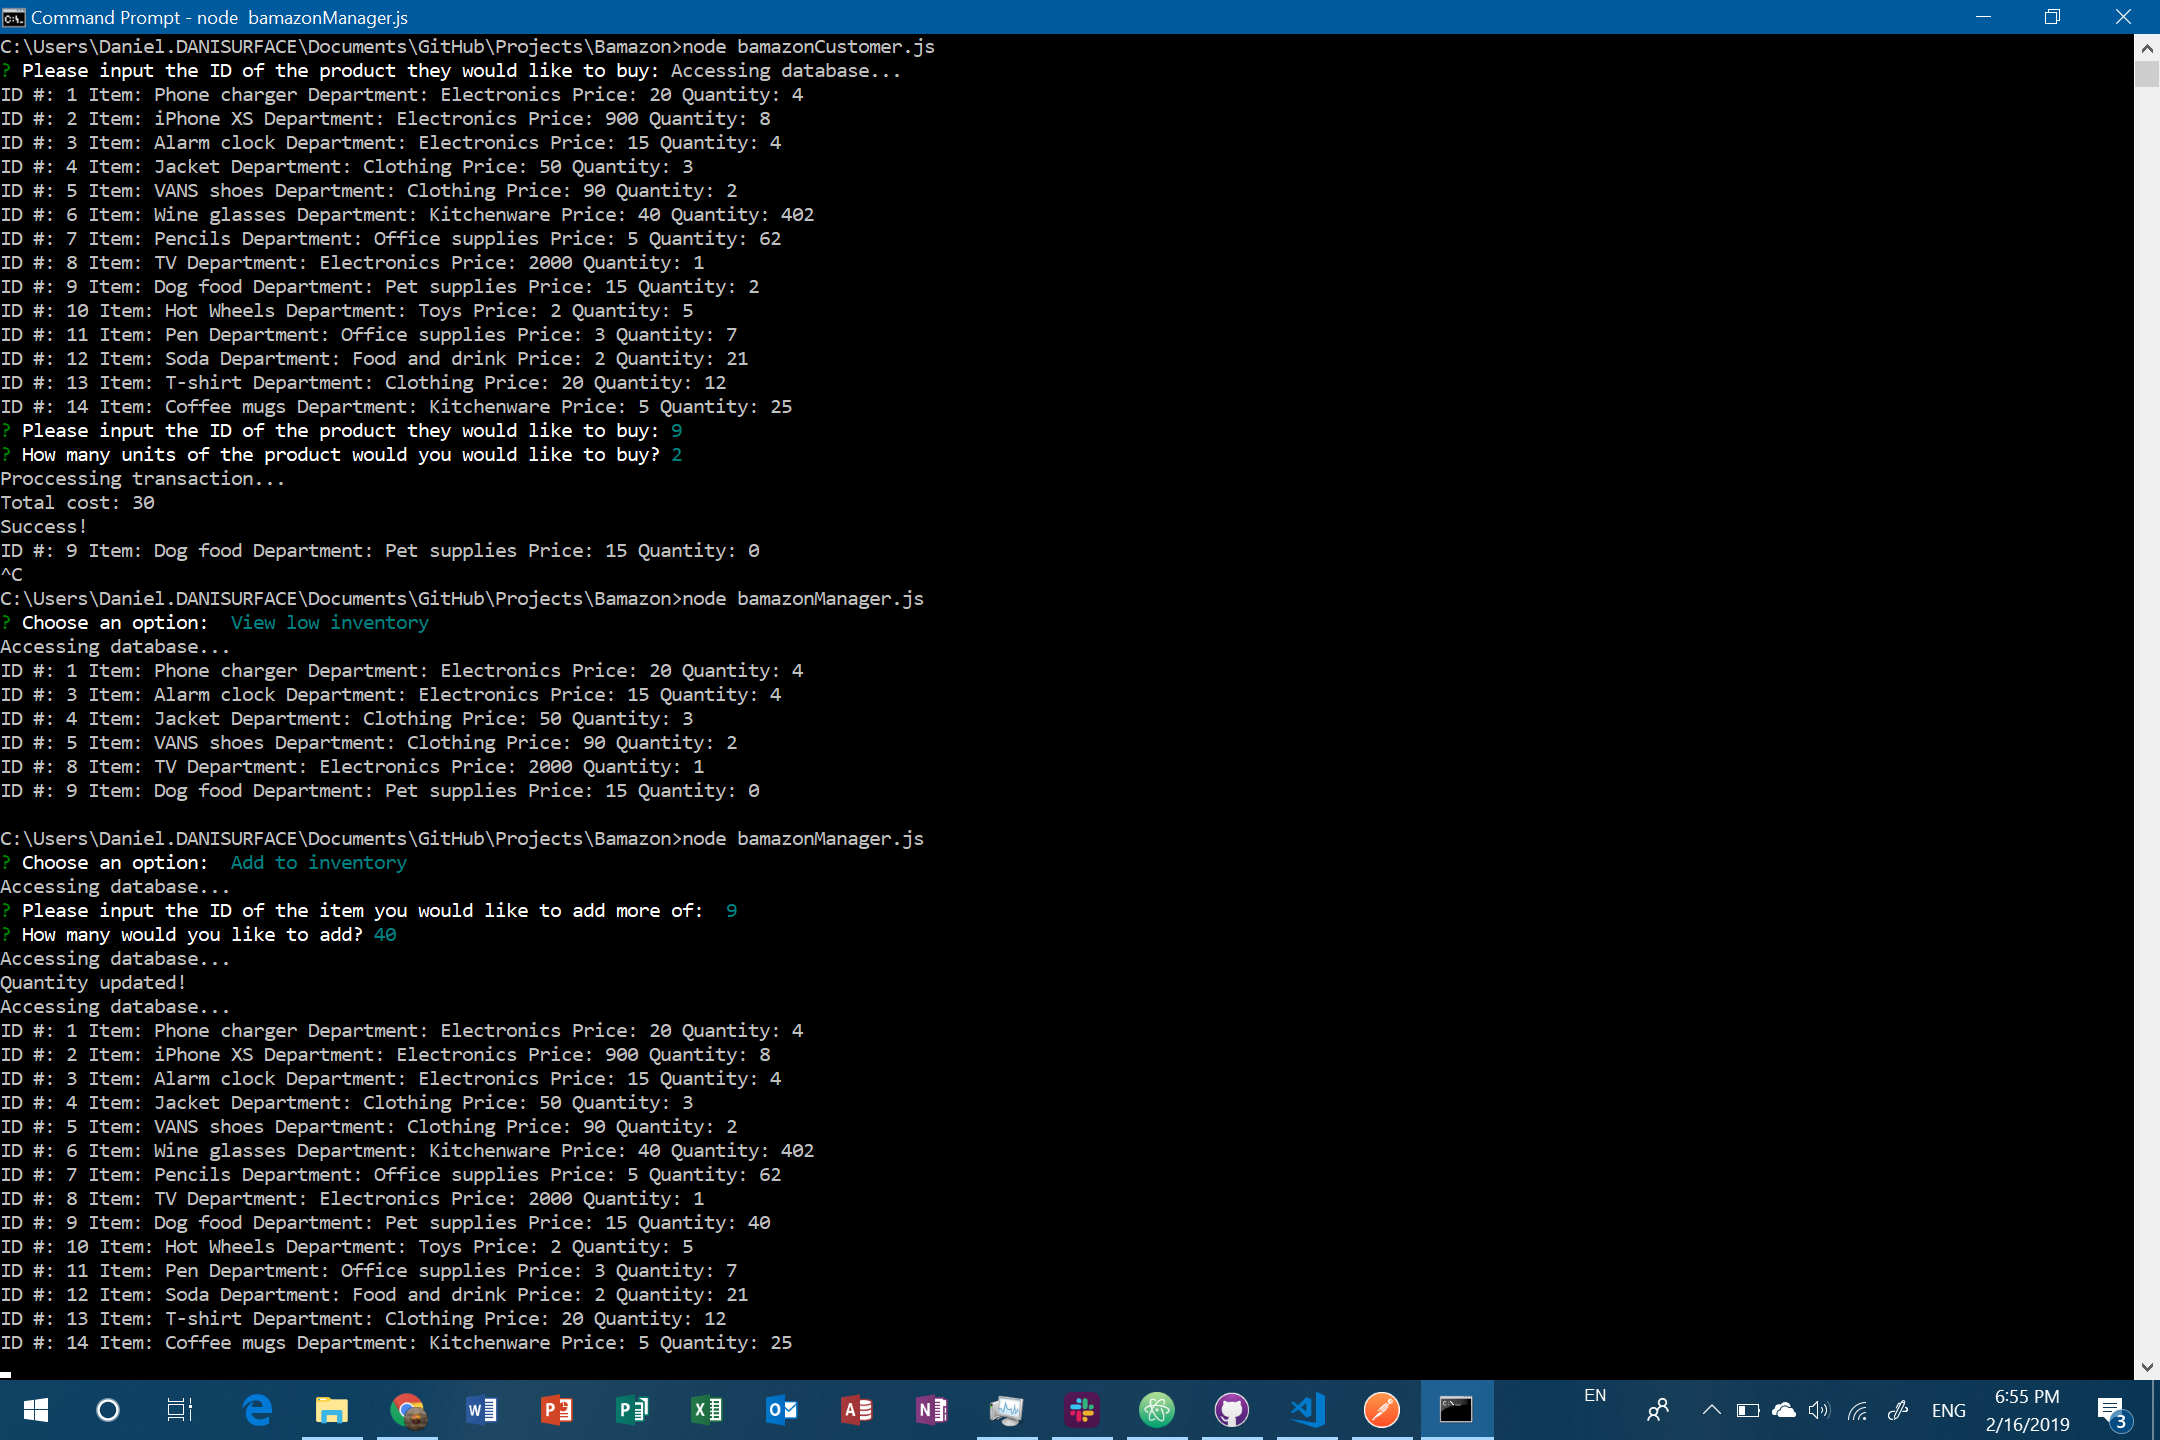 Command Prompt - node  bamazonManager.js
C:\Users\Daniel.DANISURFACE\Documents\GitHub\Projects\Bamazon>node bamazonCustomer.js
? Please input the ID of the product they would like to buy: Accessing database...
ID #: 1 Item: Phone charger Department: Electronics Price: 20 Quantity: 4
ID #: 2 Item: iPhone XS Department: Electronics Price: 900 Quantity: 8
ID #: 3 Item: Alarm clock Department: Electronics Price: 15 Quantity: 4
ID #: 4 Item: Jacket Department: Clothing Price: 50 Quantity: 3
ID #: 5 Item: VANS shoes Department: Clothing Price: 90 Quantity: 2
ID #: 6 Item: Wine glasses Department: Kitchenware Price: 40 Quantity: 402
ID #: 7 Item: Pencils Department: Office supplies Price: 5 Quantity: 62
ID #: 8 Item: TV Department: Electronics Price: 2000 Quantity: 1
ID #: 9 Item: Dog food Department: Pet supplies Price: 15 Quantity: 2
ID #: 10 Item: Hot Wheels Department: Toys Price: 2 Quantity: 5
ID #: 11 Item: Pen Department: Office supplies Price: 3 Quantity: 7
ID #: 12 Item: Soda Department: Food and drink Price: 2 Quantity: 21
ID #: 13 Item: T-shirt Department: Clothing Price: 20 Quantity: 12
ID #: 14 Item: Coffee mugs Department: Kitchenware Price: 5 Quantity: 25
? Please input the ID of the product they would like to buy: 9
? How many units of the product would you would like to buy? 2
Proccessing transaction...
Total cost: 30
Success!
ID #: 9 Item: Dog food Department: Pet supplies Price: 15 Quantity: 0
^C
C:\Users\Daniel.DANISURFACE\Documents\GitHub\Projects\Bamazon>node bamazonManager.js
? Choose an option:  View low inventory
Accessing database...
ID #: 1 Item: Phone charger Department: Electronics Price: 20 Quantity: 4
ID #: 3 Item: Alarm clock Department: Electronics Price: 15 Quantity: 4
ID #: 4 Item: Jacket Department: Clothing Price: 50 Quantity: 3
ID #: 5 Item: VANS shoes Department: Clothing Price: 90 Quantity: 2
ID #: 8 Item: TV Department: Electronics Price: 2000 Quantity: 1
ID #: 9 Item: Dog food Department: Pet supplies Price: 15 Quantity: 0
C:\Users\Daniel.DANISURFACE\Documents\GitHub\Projects\Bamazon>node bamazonManager.js
? Choose an option:  Add to inventory
Accessing database...
? Please input the ID of the item you would like to add more of:  9
? How many would you like to add? 40
Accessing database...
Quantity updated!
Accessing database...
ID #: 1 Item: Phone charger Department: Electronics Price: 20 Quantity: 4
ID #: 2 Item: iPhone XS Department: Electronics Price: 900 Quantity: 8
ID #: 3 Item: Alarm clock Department: Electronics Price: 15 Quantity: 4
ID #: 4 Item: Jacket Department: Clothing Price: 50 Quantity: 3
ID #: 5 Item: VANS shoes Department: Clothing Price: 90 Quantity: 2
ID #: 6 Item: Wine glasses Department: Kitchenware Price: 40 Quantity: 402
ID #: 7 Item: Pencils Department: Office supplies Price: 5 Quantity: 62
ID #: 8 Item: TV Department: Electronics Price: 2000 Quantity: 1
ID #: 9 Item: Dog food Department: Pet supplies Price: 15 Quantity: 40
ID #: 10 Item: Hot Wheels Department: Toys Price: 2 Quantity: 5
ID #: 11 Item: Pen Department: Office supplies Price: 3 Quantity: 7
ID #: 12 Item: Soda Department: Food and drink Price: 2 Quantity: 21
ID #: 13 Item: T-shirt Department: Clothing Price: 20 Quantity: 12
ID #: 14 Item: Coffee mugs Department: Kitchenware Price: 5 Quantity: 25
EN
ENG
6:55 PM
2/16/2019
3